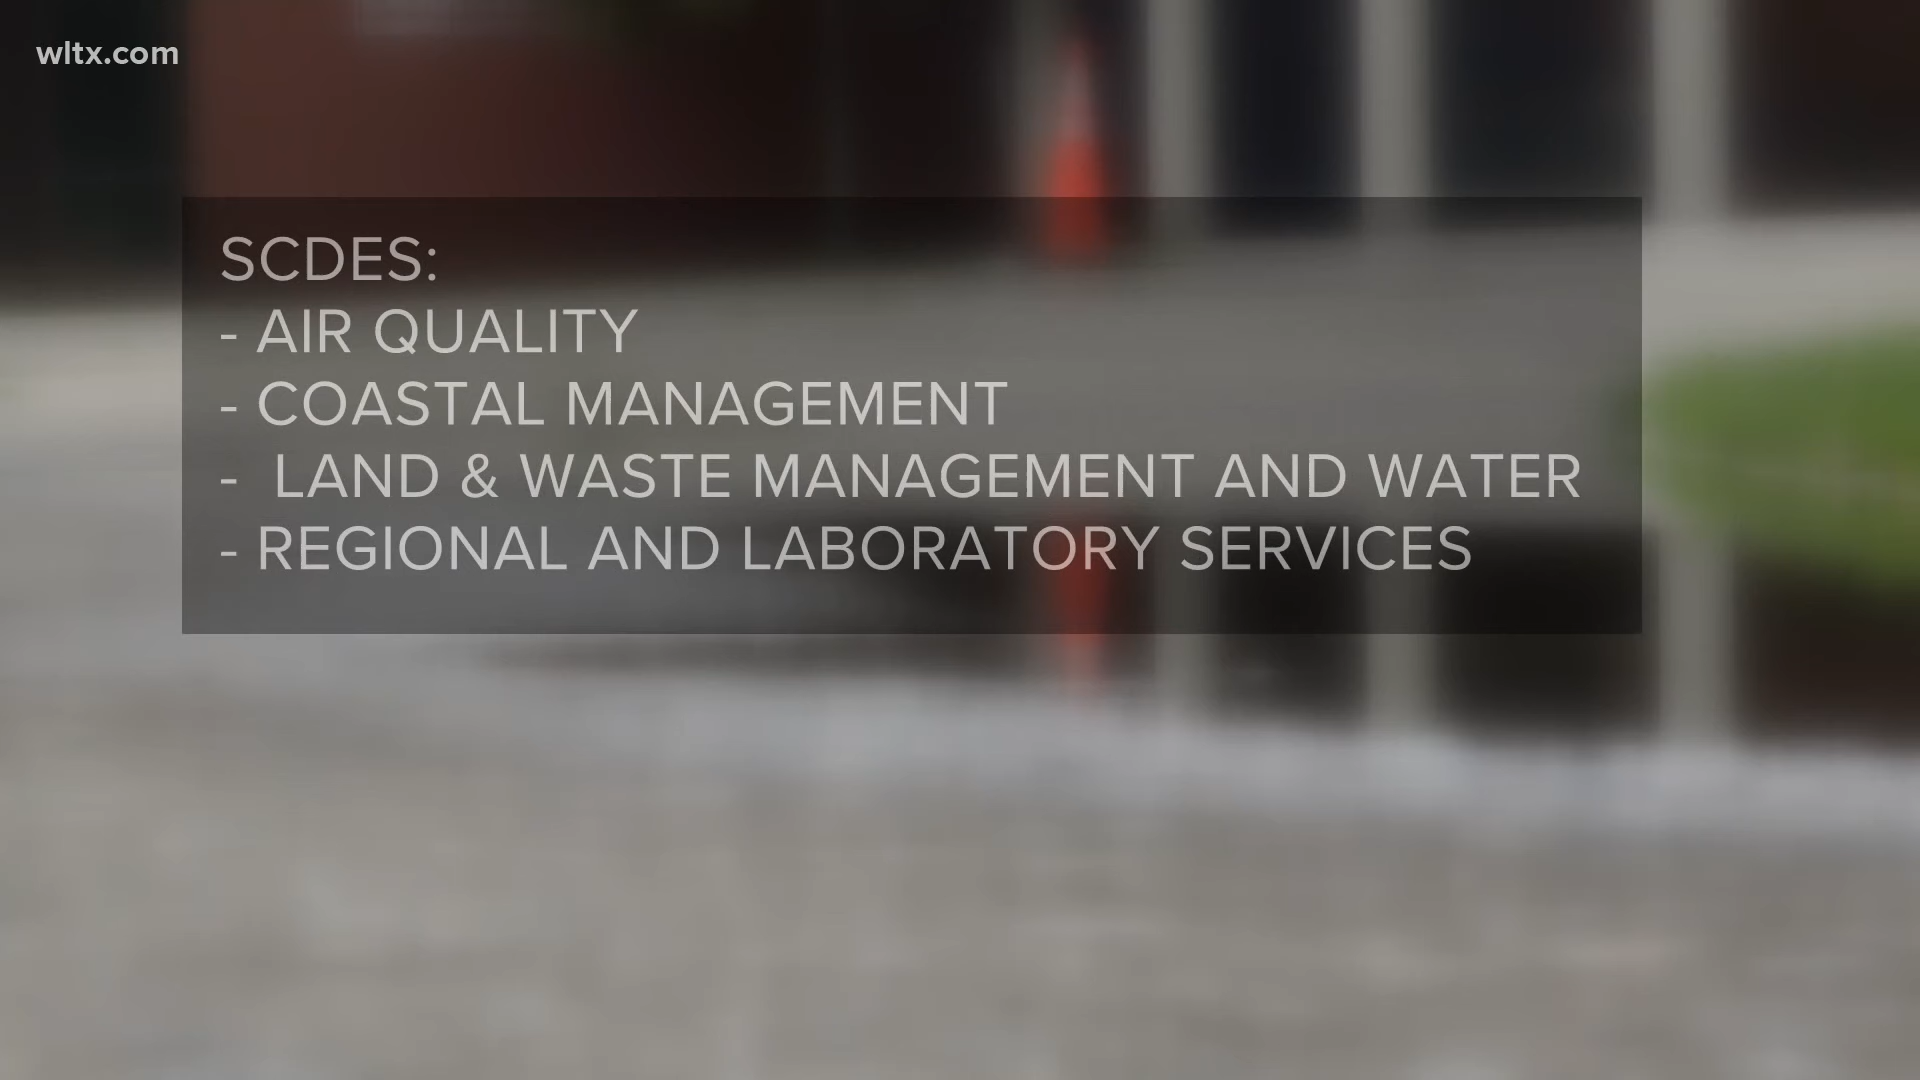 wltx.com
SCDES:
- AIR QUALITY
- COASTAL MANAGEMENT
-  LAND & WASTE MANAGEMENT AND WATER
- REGIONAL AND LABORATORY SERVICES